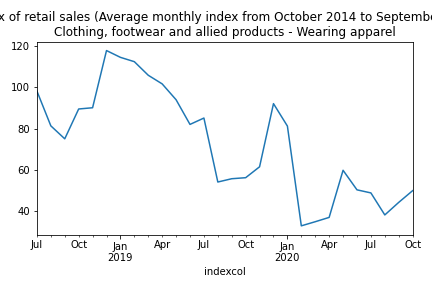 x of retail sales (Average monthly index from October 2014 to Septembe
Clothing, footwear and allied products - Wearing apparel
120
100
80
60
40
Jul Oct Jan Apr Jul Oct Jan Apr Jul Oct
2019 2020
indexcol